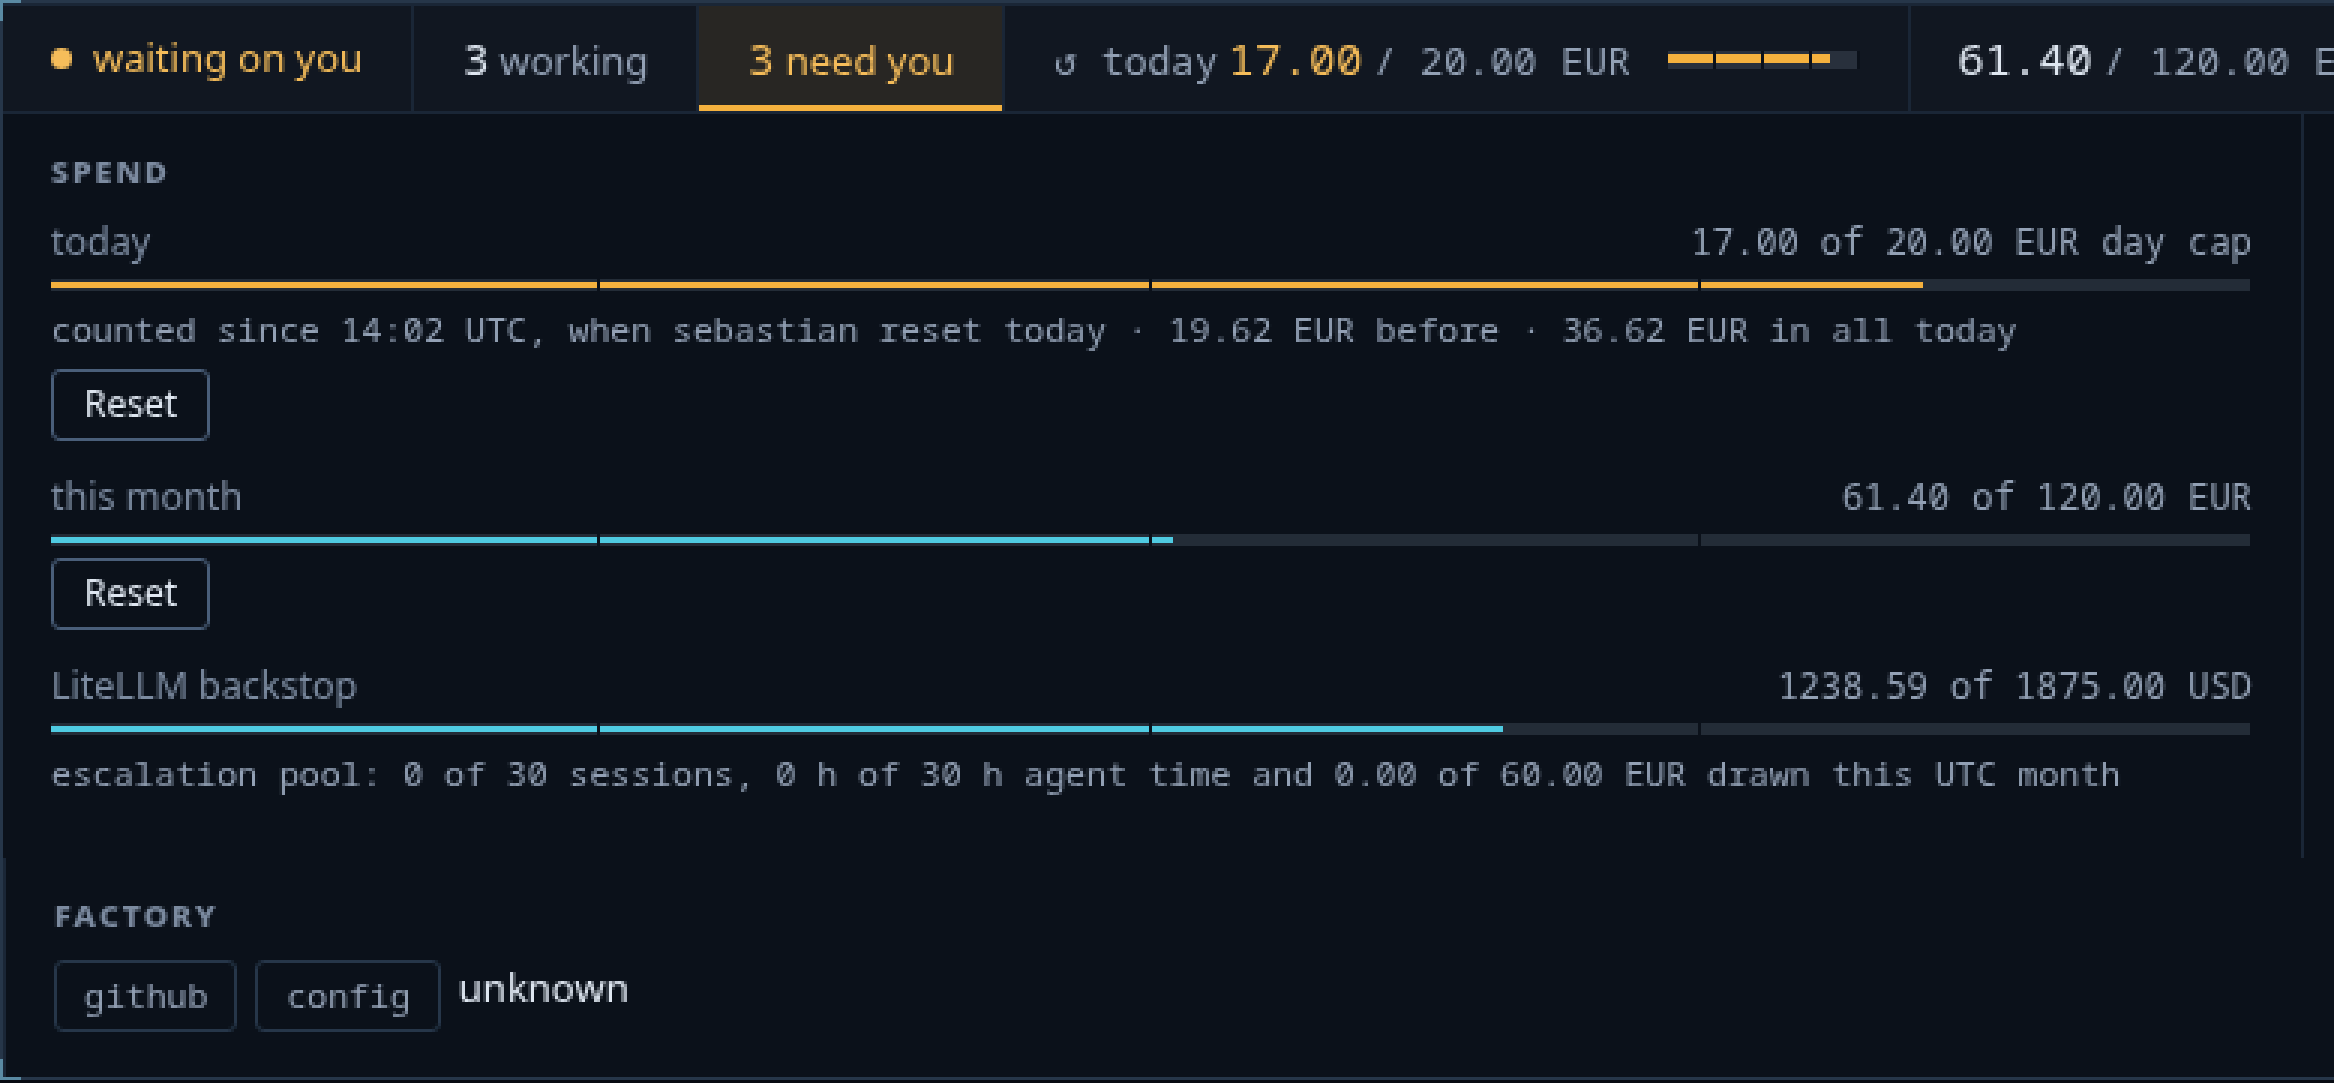 waiting on you 3 working 3 need you ↺ today 17.00 / 20.00 EUR 61.40 / 120.00 E
SPEND
today 17.00 of 20.00 EUR day cap
counted since 14:02 UTC, when sebastian reset today · 19.62 EUR before · 36.62 EUR in all today
Reset
this month 61.40 of 120.00 EUR
Reset
LiteLLM backstop 1238.59 of 1875.00 USD
escalation pool: 0 of 30 sessions, 0 h of 30 h agent time and 0.00 of 60.00 EUR drawn this UTC month
FACTORY
github config unknown